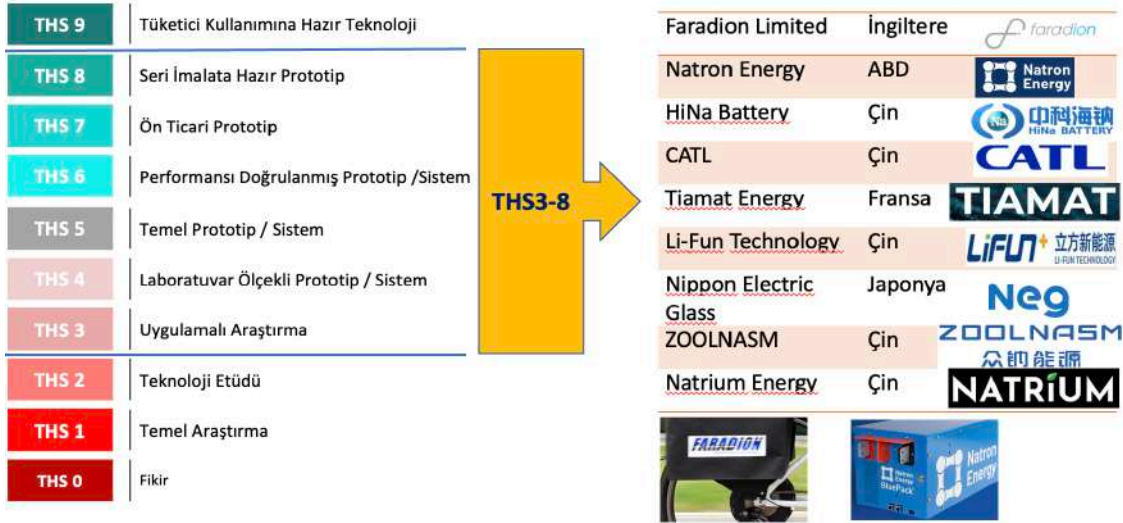 THS 9 Tüketici Kullanımına Hazır Teknoloji
THS 8 Seri İmalata Hazır Prototip
THS 7 Ön Ticari Prototip
THS 6 Performansı Doğrulanmış Prototip /Sistem
THS 5 Temel Prototip / Sistem
THS 4 Laboratuvar Ölçekli Prototip / Sistem
THS 3 Uygulamalı Araştırma
THS 2 Teknoloji Etüdü
THS 1 Temel Araştırma
THS 0 Fikir
THS3-8
Faradion Limited İngiltere faradion
Natron Energy ABD Natron
Energy
HiNa Battery Çin Na 中科海钠
HiNa BATTERY
CATL Çin CATL
Tiamat Energy Fransa TIAMAT
Li-Fun Technology Çin LiFUN+ 立方新能源
LI-FUN TECHNOLOGY
Nippon Electric Japonya Neg
Glass
ZOOLNASM Çin ZOOLNASM
众钠能源
Natrium Energy Çin NATRiUM
FARADION
Natron
Energy
BluePack
Natron
Energy